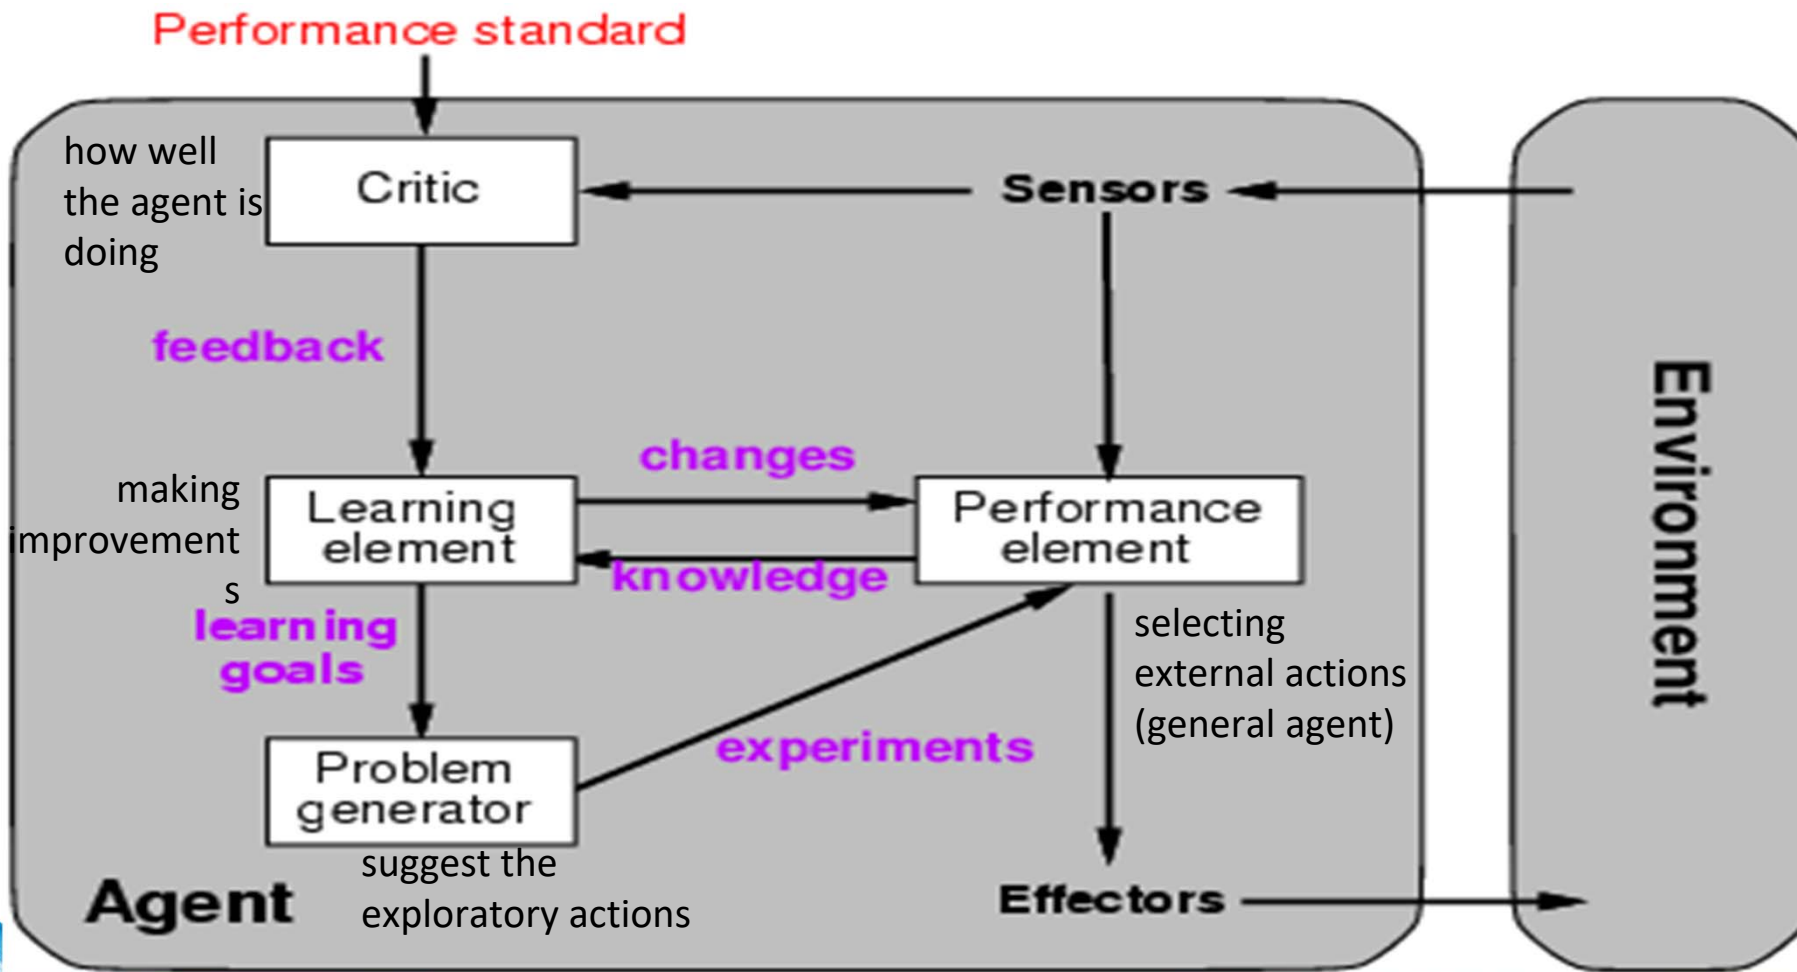 Performance standard
how well
the agent is
doing
Critic
Sensors
feedback
changes
making
improvement
s
Learning
element
Performance
element
knowledge
learning
goals
selecting
external actions
(general agent)
experiments
Problem
generator
suggest the
exploratory actions
Agent
Effectors
Environment